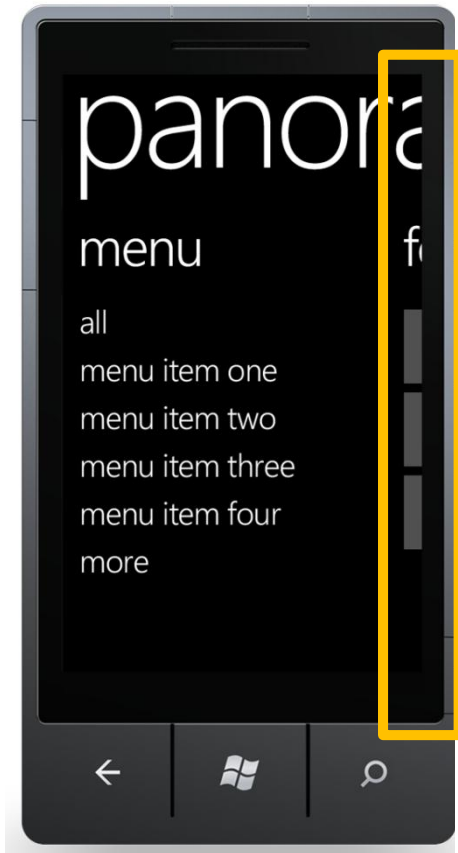 panora
menu
all
menu item one
menu item two
menu item three
menu item four
more